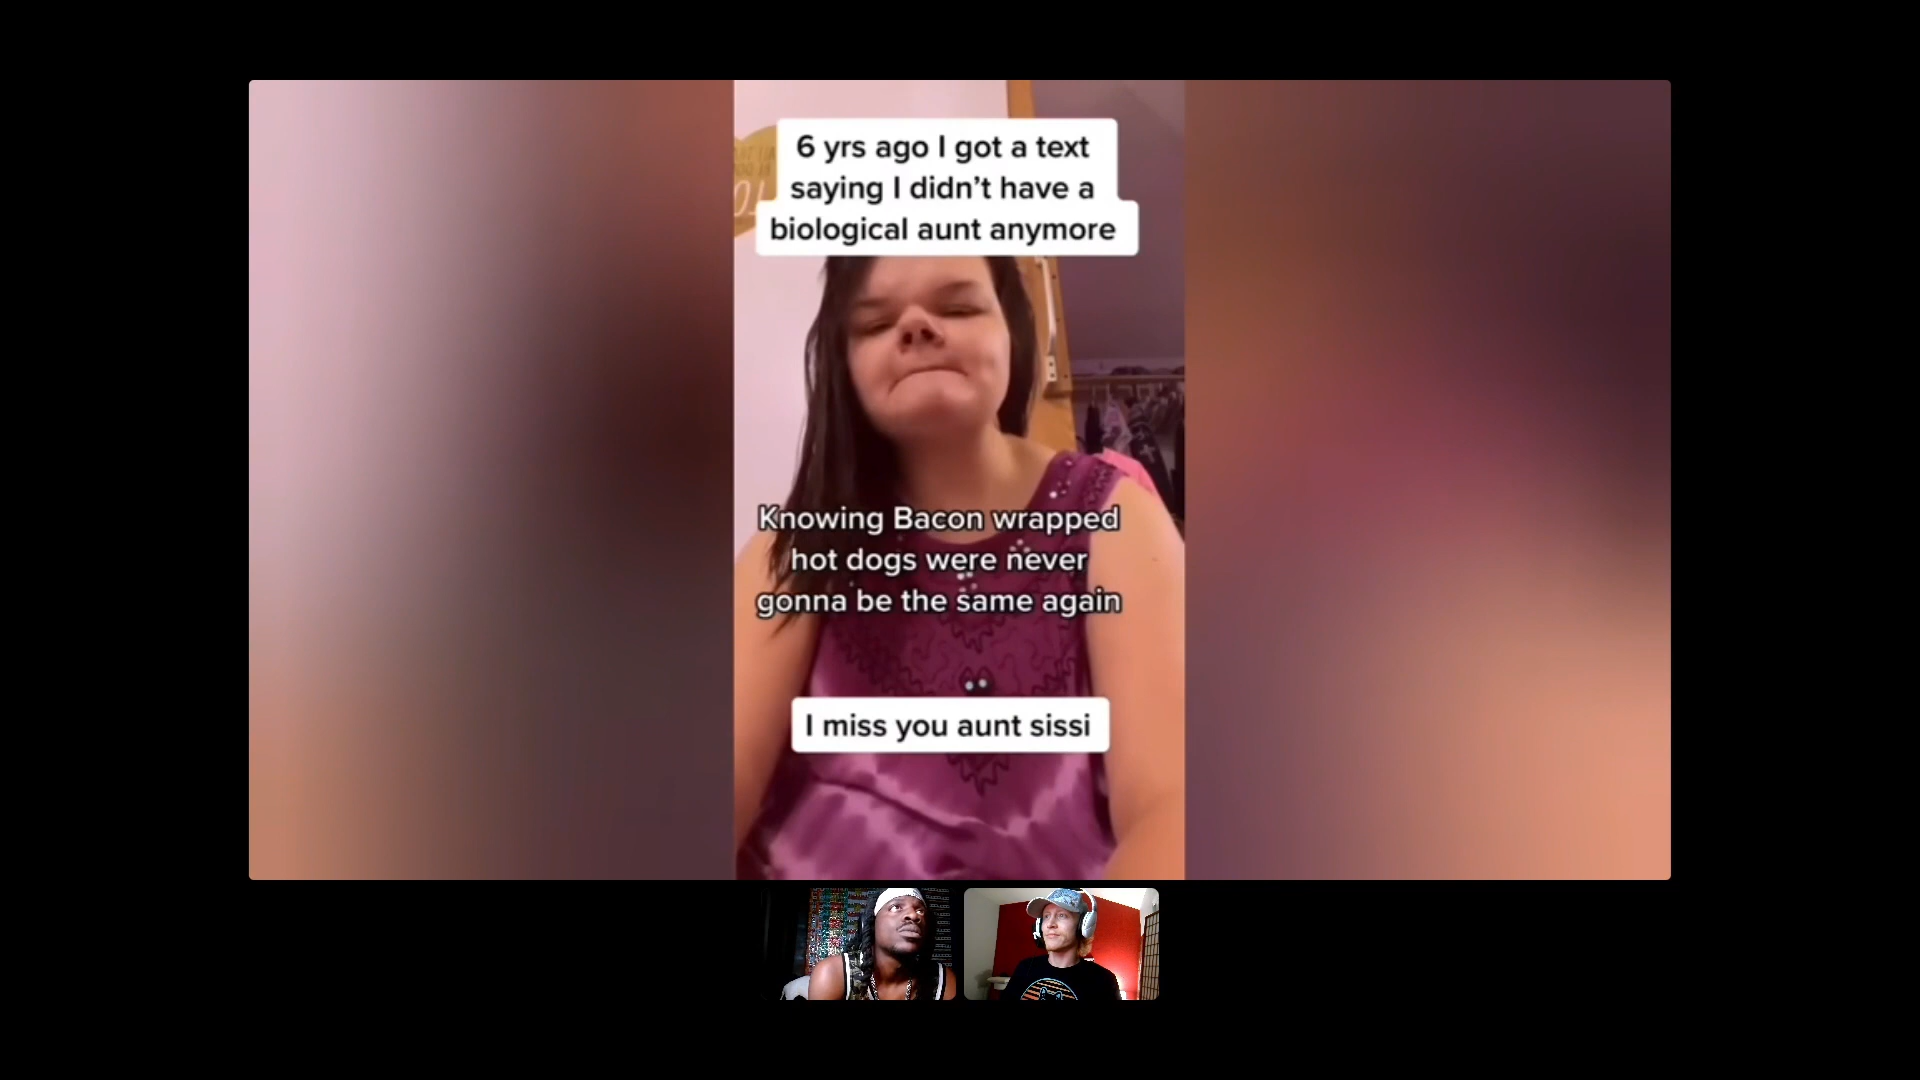 6 yrs ago I got a text
saying I didn't have a
biological aunt anymore
Knowing Bacon wrapped
hot dogs were never
gonna be the same again
I miss you aunt sissi